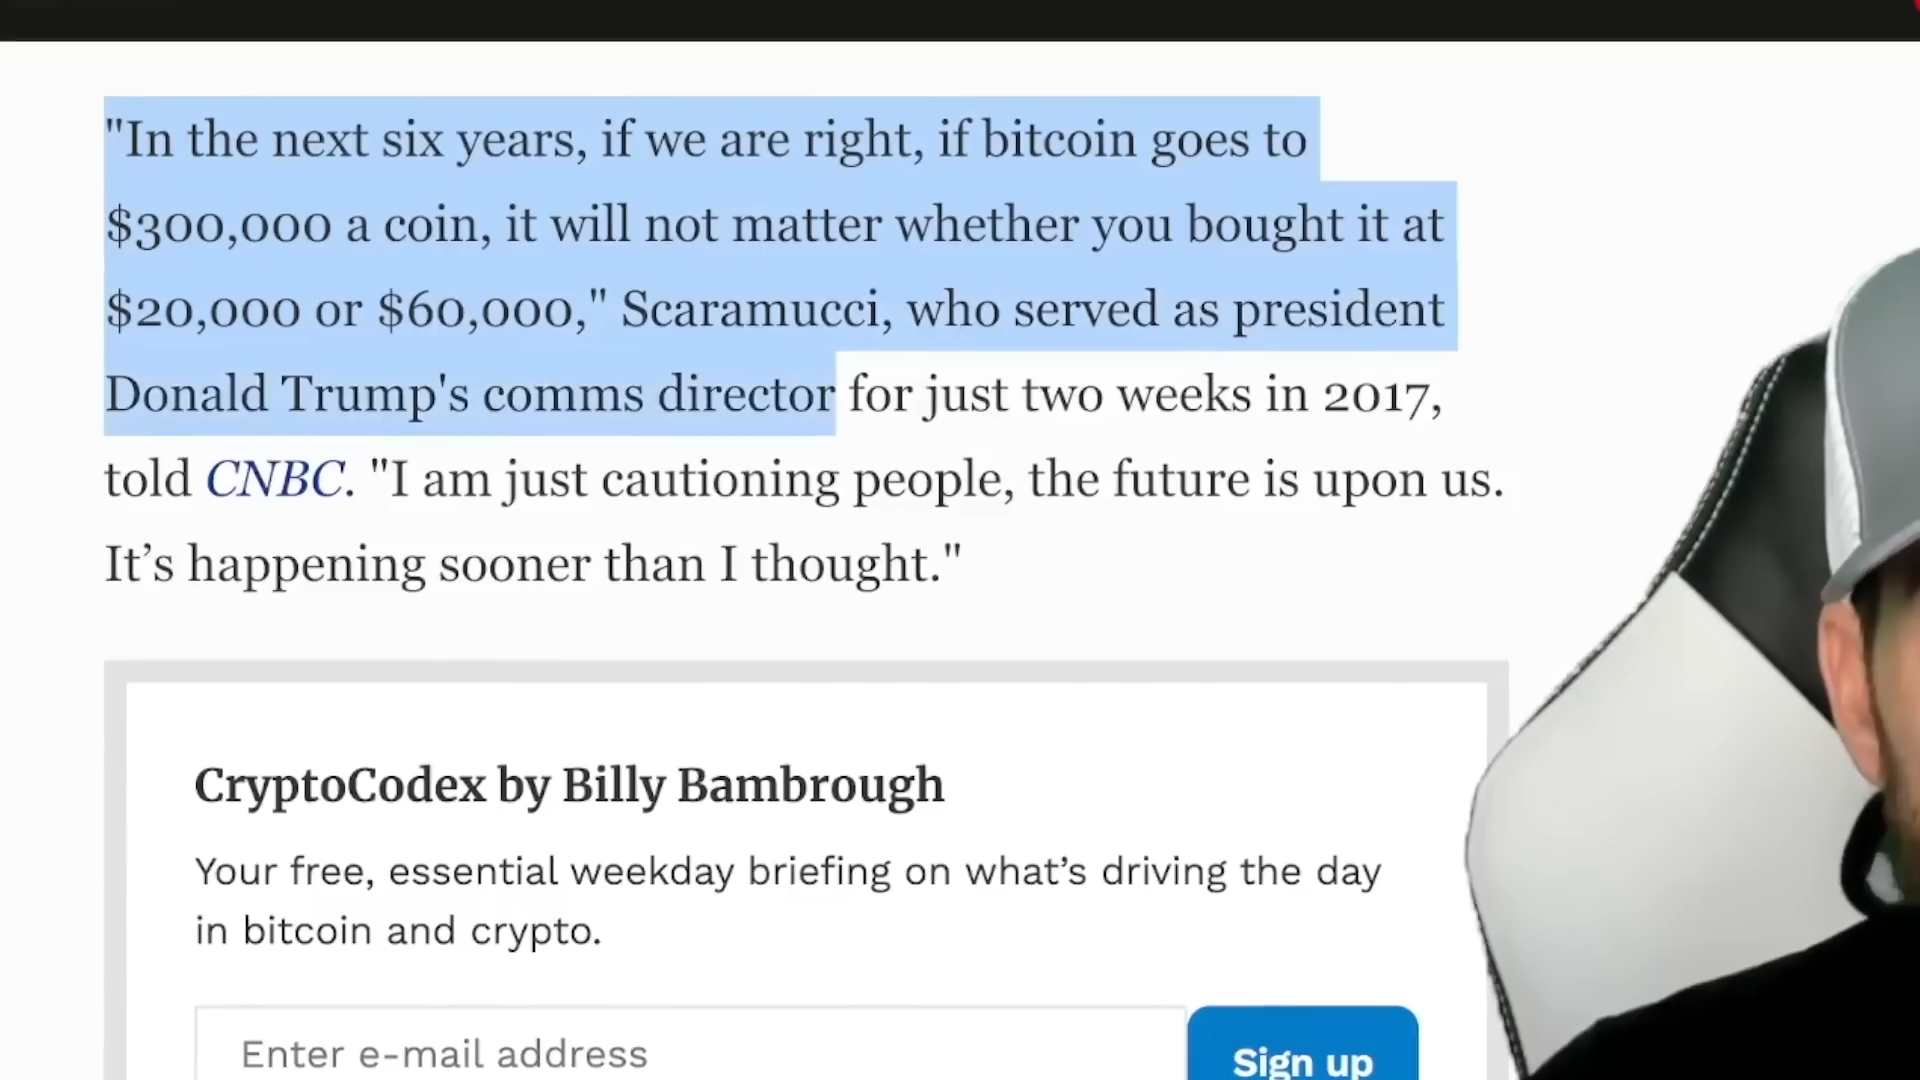 "In the next six years, if we are right, if bitcoin goes to
$300,000 a coin, it will not matter whether you bought it at
$20,000 or $60,000," Scaramucci, who served as president
Donald Trump's comms director for just two weeks in 2017,
told CNBC. "I am just cautioning people, the future is upon us.
It’s happening sooner than I thought."
CryptoCodex by Billy Bambrough
Your free, essential weekday briefing on what’s driving the day
in bitcoin and crypto.
Enter e-mail address
Sign up